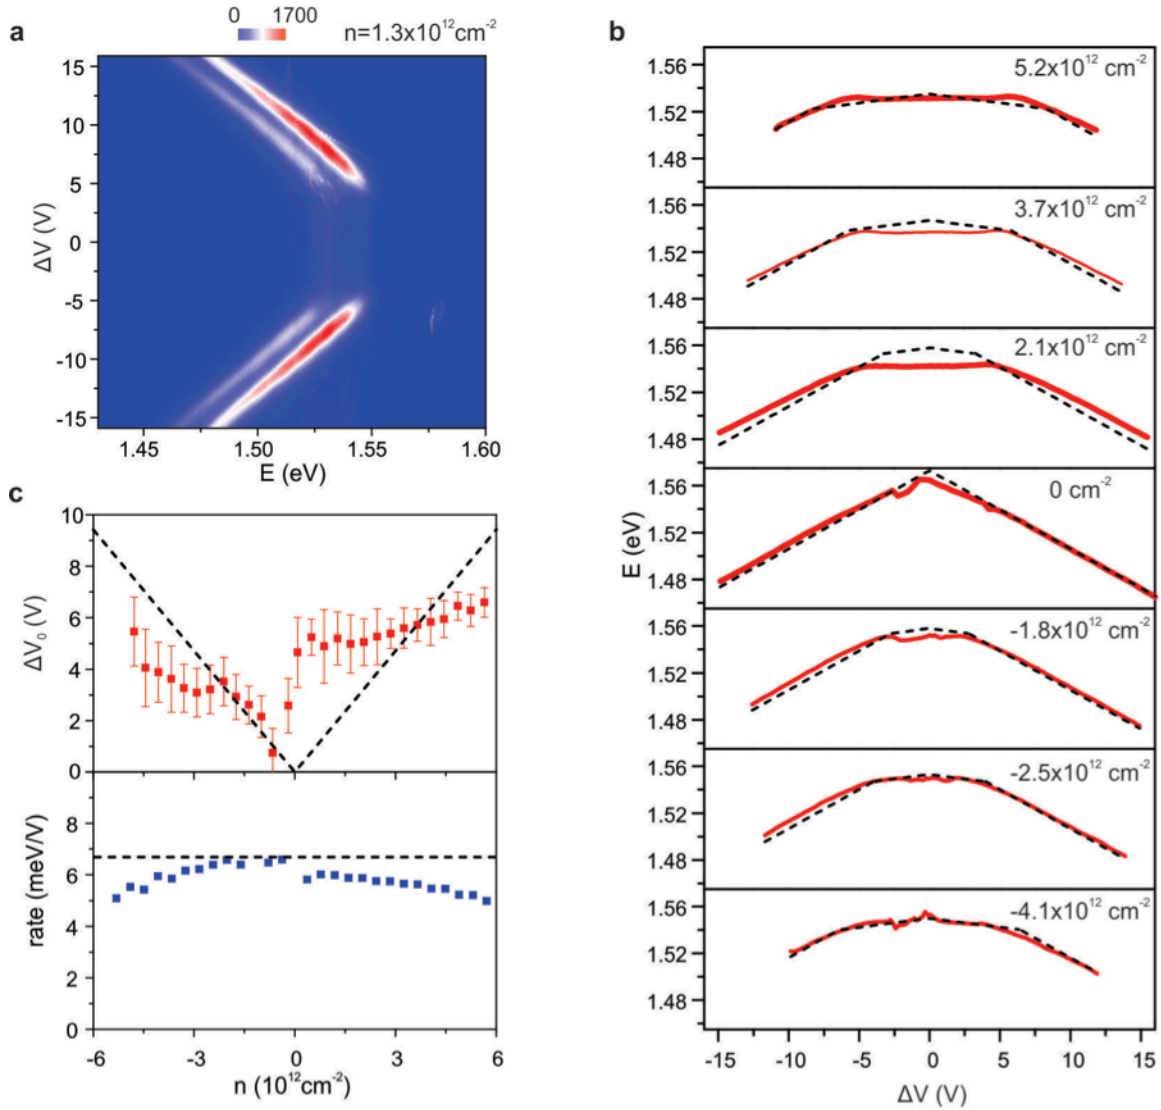 a
0 1700
n=1.3x10¹²cm⁻²
15
10
5
0
-5
-10
-15
ΔV (V)
1.45 1.50 1.55 1.60
E (eV)
b
1.56
1.52
1.48
5.2x10¹² cm⁻²
1.56
1.52
1.48
3.7x10¹² cm⁻²
1.56
1.52
1.48
2.1x10¹² cm⁻²
1.56
1.52
1.48
0 cm⁻²
E (eV)
1.56
1.52
1.48
-1.8x10¹² cm⁻²
1.56
1.52
1.48
-2.5x10¹² cm⁻²
1.56
1.52
1.48
-4.1x10¹² cm⁻²
-15 -10 -5 0 5 10 15
ΔV (V)
c
10
8
6
4
2
0
ΔV₀ (V)
8
6
4
2
0
rate (meV/V)
-6 -3 0 3 6
n (10¹²cm⁻²)